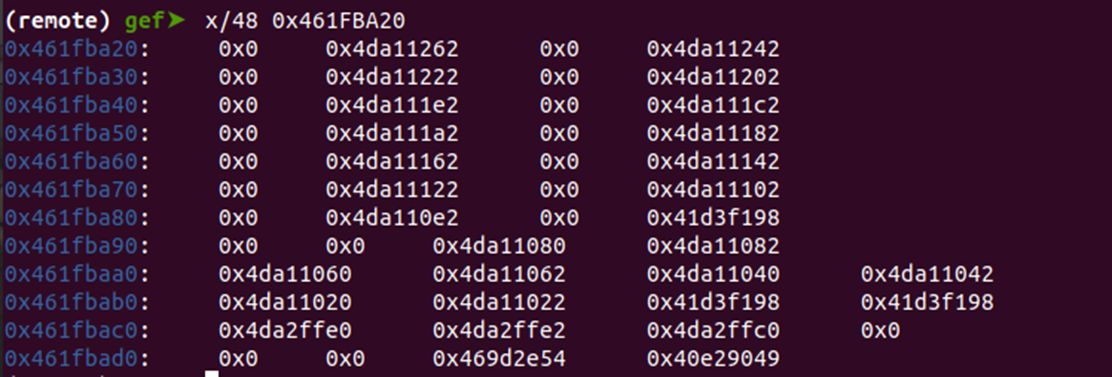 (remote) gef➤ x/48 0x461FBA20
0x461fba20: 0x0 0x4da11262 0x0 0x4da11242
0x461fba30: 0x0 0x4da11222 0x0 0x4da11202
0x461fba40: 0x0 0x4da111e2 0x0 0x4da111c2
0x461fba50: 0x0 0x4da111a2 0x0 0x4da11182
0x461fba60: 0x0 0x4da11162 0x0 0x4da11142
0x461fba70: 0x0 0x4da11122 0x0 0x4da11102
0x461fba80: 0x0 0x4da110e2 0x0 0x41d3f198
0x461fba90: 0x0 0x0 0x4da11080 0x4da11082
0x461fbaa0: 0x4da11060 0x4da11062 0x4da11040 0x4da11042
0x461fbab0: 0x4da11020 0x4da11022 0x41d3f198 0x41d3f198
0x461fbac0: 0x4da2ffe0 0x4da2ffe2 0x4da2ffc0 0x0
0x461fbad0: 0x0 0x0 0x469d2e54 0x40e29049